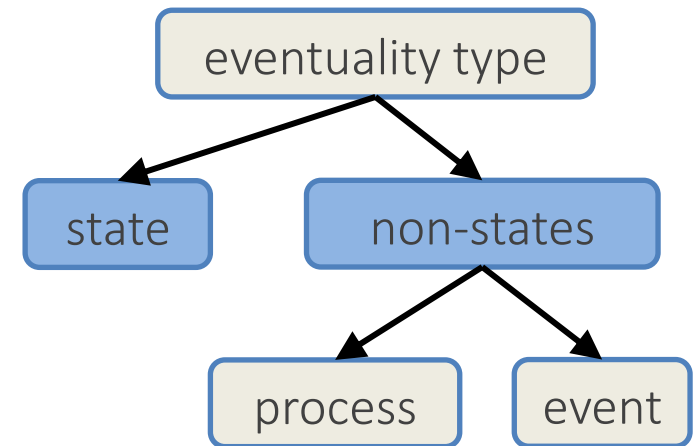 eventuality type
state
non-states
process
event